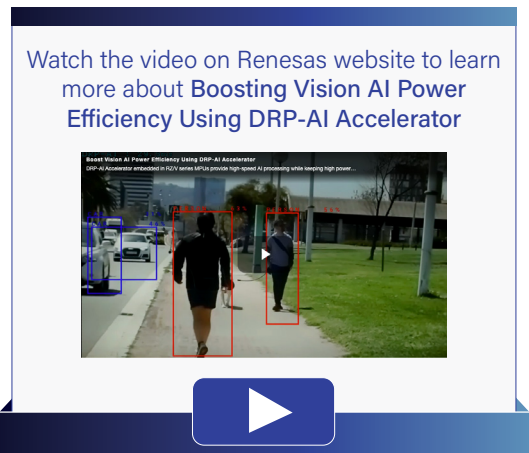 Watch the video on Renesas website to learn
more about Boosting Vision AI Power
Efficiency Using DRP-AI Accelerator
Boost Vision AI Power Efficiency Using DRP-AI Accelerator
DRP-AI Accelerator embedded in RZ/V series MPUs provide high-speed AI processing while keeping high power...